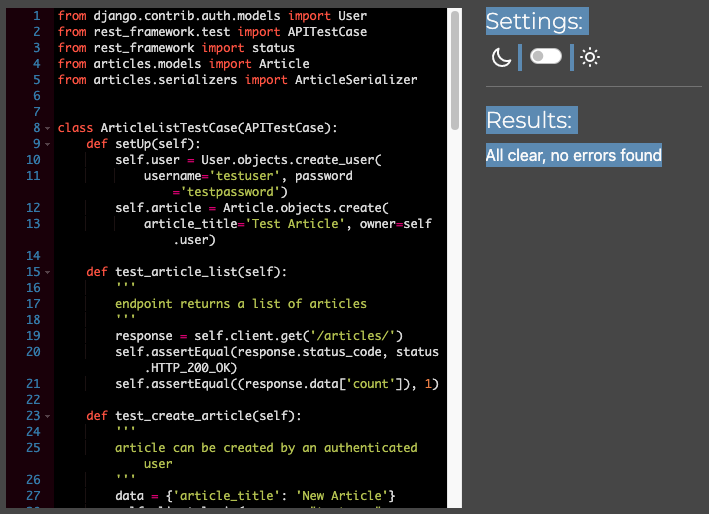 1 from django.contrib.auth.models import User
2 from rest_framework.test import APITestCase
3 from rest_framework import status
4 from articles.models import Article
5 from articles.serializers import ArticleSerializer
6
7
8 class ArticleListTestCase(APITestCase):
9 def setUp(self):
10 self.user = User.objects.create_user(
11 username='testuser', password
='testpassword')
12 self.article = Article.objects.create(
13 article_title='Test Article', owner=self
.user)
14
15 def test_article_list(self):
16 '''
17 endpoint returns a list of articles
18 '''
19 response = self.client.get('/articles/')
20 self.assertEqual(response.status_code, status
.HTTP_200_OK)
21 self.assertEqual((response.data['count']), 1)
22
23 def test_create_article(self):
24 '''
25 article can be created by an authenticated
user
26 '''
27 data = {'article_title': 'New Article'}
Settings:
Results:
All clear, no errors found